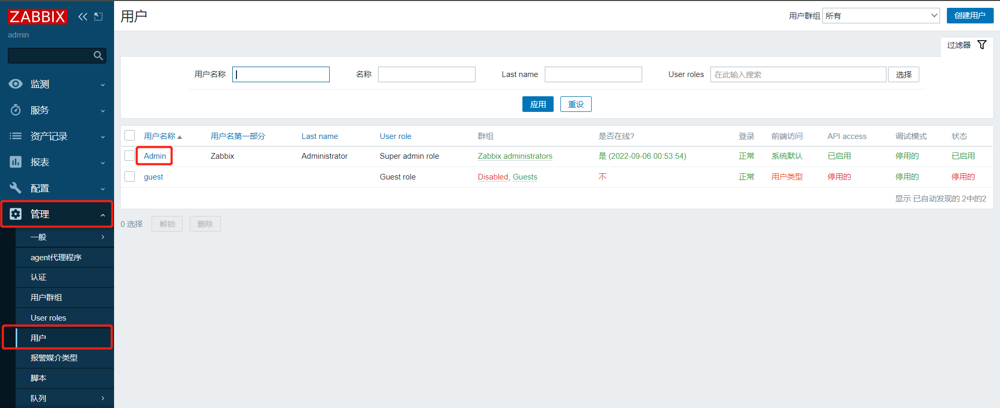 ZABBIX
admin
监测
服务
资产记录
报表
配置
管理
一般
agent代理程序
认证
用户群组
User roles
用户
报警媒介类型
脚本
队列
用户
用户群组 所有 创建用户
过滤器
用户名称 名称 Last name User roles 在此输入搜索 选择
应用 重设
用户名称 用户名第一部分 Last name User role 群组 是否在线? 登录 前端访问 API access 调试模式 状态
Admin Zabbix Administrator Super admin role Zabbix administrators 是 (2022-09-06 00:53:54) 正常 系统默认 已启用 停用的 已启用
guest Guest role Disabled, Guests 不 正常 用户类型 停用的 停用的 停用的
显示 已自动发现的 2中的2
0 选择 解锁 删除